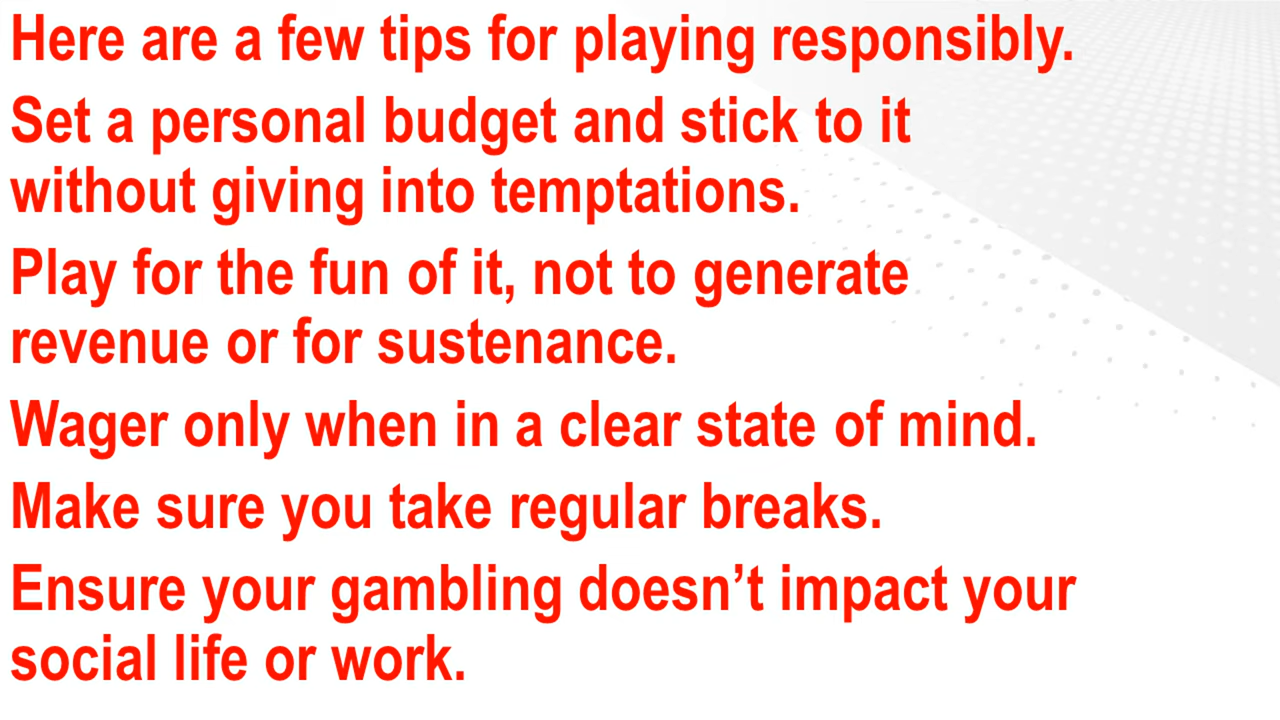 Here are a few tips for playing responsibly.
Set a personal budget and stick to it
without giving into temptations.
Play for the fun of it, not to generate
revenue or for sustenance.
Wager only when in a clear state of mind.
Make sure you take regular breaks.
Ensure your gambling doesn’t impact your
social life or work.